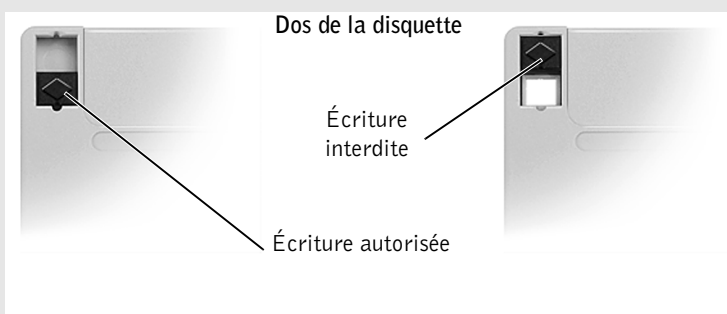 Dos de la disquette
Écriture
interdite
Écriture autorisée